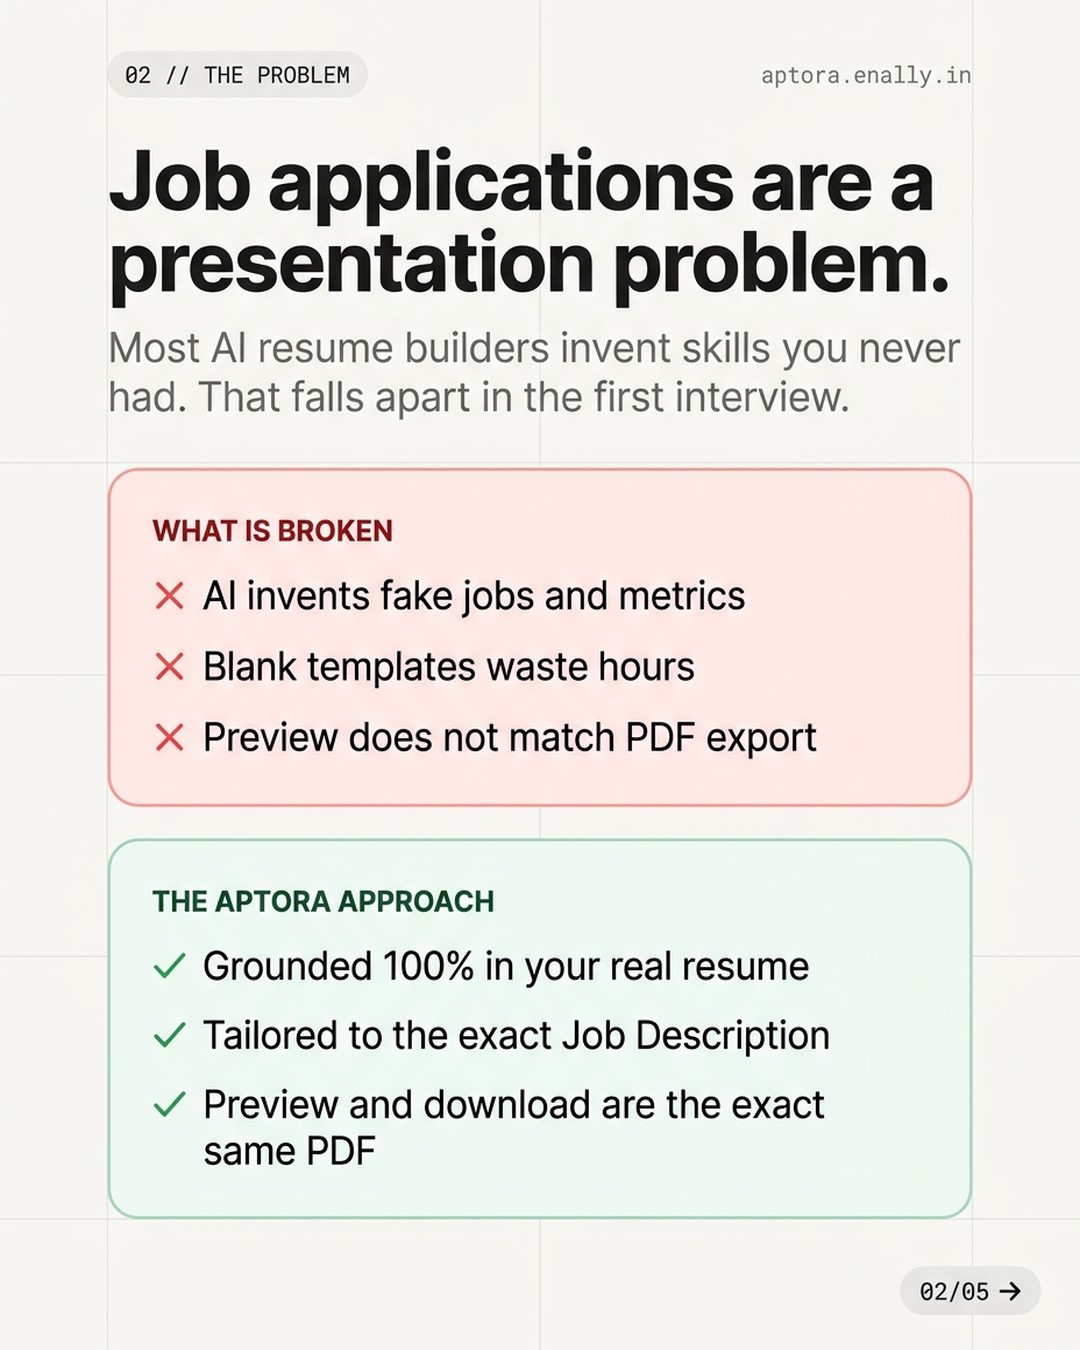 02 // THE PROBLEM
aptora.enally.in
Job applications are a
presentation problem.
Most AI resume builders invent skills you never
had. That falls apart in the first interview.
WHAT IS BROKEN
AI invents fake jobs and metrics
Blank templates waste hours
Preview does not match PDF export
THE APTORA APPROACH
Grounded 100% in your real resume
Tailored to the exact Job Description
Preview and download are the exact
same PDF
02/05 →